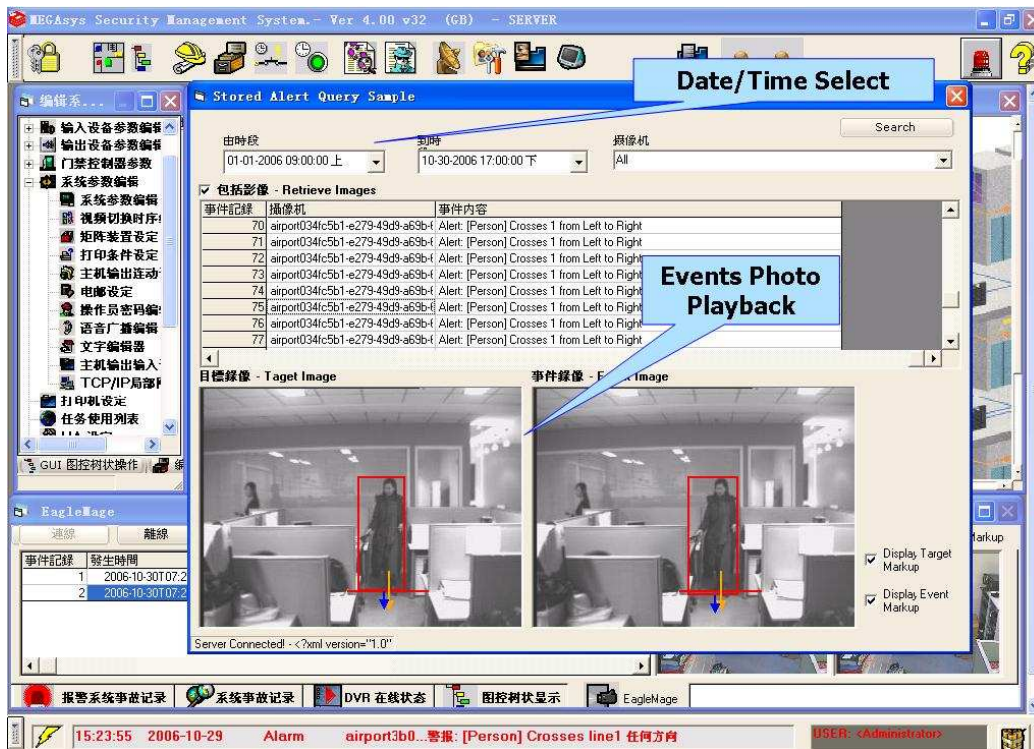 MEGAsys Security Management System.- Ver 4.00 v32 (GB) - SERVER
编辑系...
Stored Alert Query Sample
Date/Time Select
Search
由時段
到時
摄像机
01-01-2006 09:00:00 上
10-30-2006 17:00:00 下
All
包括影像 - Retrieve Images
事件記錄 攝像机 事件内容
70 airport034fc5b1-e279-49d9-a69b-6 Alert: [Person] Crosses 1 from Left to Right
71 airport034fc5b1-e279-49d9-a69b-6 Alert: [Person] Crosses 1 from Left to Right
72 airport034fc5b1-e279-49d9-a69b-6 Alert: [Person] Crosses 1 from Left to Right
73 airport034fc5b1-e279-49d9-a69b-6 Alert: [Person] Crosses 1 from Left to Right
74 airport034fc5b1-e279-49d9-a69b-6 Alert: [Person] Crosses 1 from Left to Right
75 airport034fc5b1-e279-49d9-a69b-6 Alert: [Person] Crosses 1 from Left to Right
76 airport034fc5b1-e279-49d9-a69b-6 Alert: [Person] Crosses 1 from Left to Right
77 airport034fc5b1-e279-49d9-a69b-6 Alert: [Person] Crosses 1 from Left to Right
Events Photo
Playback
目標錄像 - Taget Image
事件錄像 - Image
Display Target
Markup
Display Event
Markup
Server Connected! - <?xml version="1.0"
输入设备参数编辑
输出设备参数编辑
门禁控制器参数
系统参数编辑
系统参数编辑
视频切换时序
矩阵装置设定
打印条件设定
主机输出连动
电邮设定
操作员密码编
语音广播编辑
文字编辑器
主机输出输入
TCP/IP局部
打印机设定
任务使用列表
GUI 图控树状操作
EagleMage
連線
離線
Markup
事件記錄 發生時間
1 2006-10-30T07:2
2 2006-10-30T07:2
报警系统事故记录
系统事故记录
DVR 在线状态
图控树状显示
EagleMage
15:23:55 2006-10-29 Alarm airport3b0...警报: [Person] Crosses line1 任何方向
USER: <Administrator>